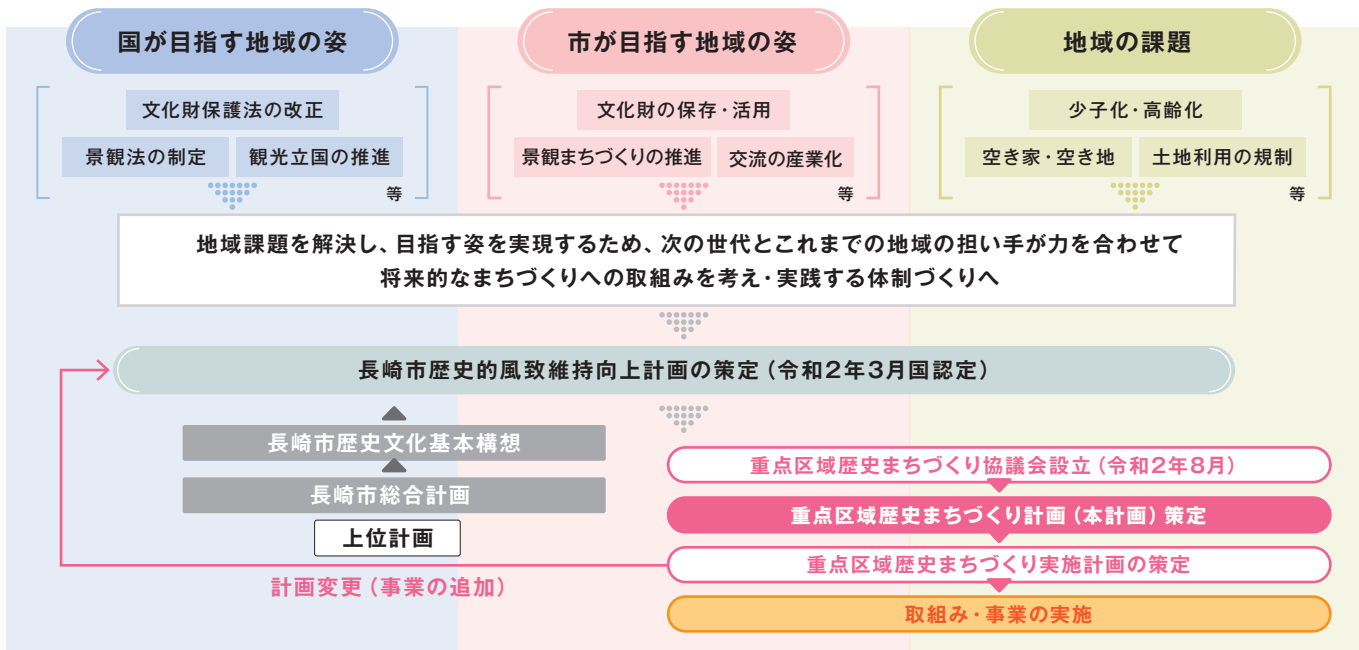 国が目指す地域の姿
文化財保護法の改正
景観法の制定
観光立国の推進
等
市が目指す地域の姿
文化財の保存・活用
景観まちづくりの推進
交流の産業化
等
地域の課題
少子化・高齢化
空き家・空き地
土地利用の規制
等
地域課題を解決し、目指す姿を実現するため、次の世代とこれまでの地域の担い手が力を合わせて
将来的なまちづくりへの取組みを考え・実践する体制づくりへ
長崎市歴史的風致維持向上計画の策定（令和2年3月国認定）
長崎市歴史文化基本構想
長崎市総合計画
上位計画
計画変更（事業の追加）
重点区域歴史まちづくり協議会設立（令和2年8月）
重点区域歴史まちづくり計画（本計画）策定
重点区域歴史まちづくり実施計画の策定
取組み・事業の実施